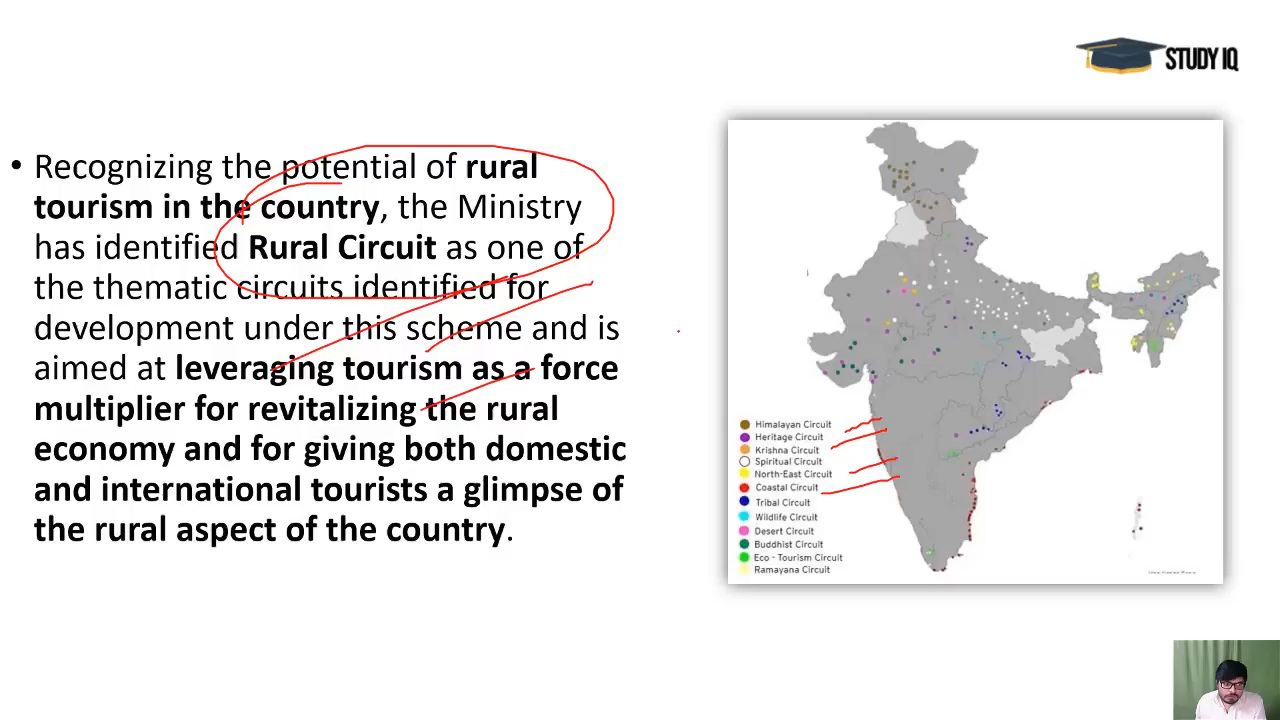 STUDY IQ
• Recognizing the potential of rural
tourism in the country, the Ministry
has identified Rural Circuit as one of
the thematic circuits identified for
development under this scheme and is
aimed at leveraging tourism as a force
multiplier for revitalizing the rural
economy and for giving both domestic
and international tourists a glimpse of
the rural aspect of the country.
Himalayan Circuit
Heritage Circuit
Krishna Circuit
Spiritual Circuit
North-East Circuit
Coastal Circuit
Tribal Circuit
Wildlife Circuit
Desert Circuit
Buddhist Circuit
Eco - Tourism Circuit
Ramayana Circuit